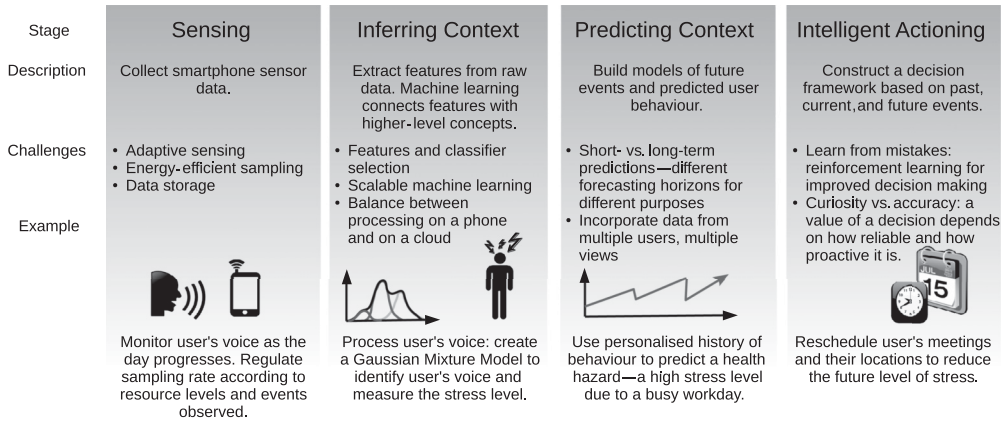 Stage
Sensing
Inferring Context
Predicting Context
Intelligent Actioning
Description
Collect smartphone sensor
data.
Extract features from raw
data. Machine learning
connects features with
higher-level concepts.
Build models of future
events and predicted user
behaviour.
Construct a decision
framework based on past,
current, and future events.
Challenges
• Adaptive sensing
• Energy-efficient sampling
• Data storage
• Features and classifier
selection
• Scalable machine learning
• Balance between
processing on a phone
and on a cloud
• Short- vs. long-term
predictions—different
forecasting horizons for
different purposes
• Incorporate data from
multiple users, multiple
views
• Learn from mistakes:
reinforcement learning for
improved decision making
• Curiosity vs. accuracy: a
value of a decision depends
on how reliable and how
proactive it is.
Example
JUL
15
Monitor user's voice as the
day progresses. Regulate
sampling rate according to
resource levels and events
observed.
Process user's voice: create
a Gaussian Mixture Model to
identify user's voice and
measure the stress level.
Use personalised history of
behaviour to predict a health
hazard—a high stress level
due to a busy workday.
Reschedule user's meetings
and their locations to reduce
the future level of stress.